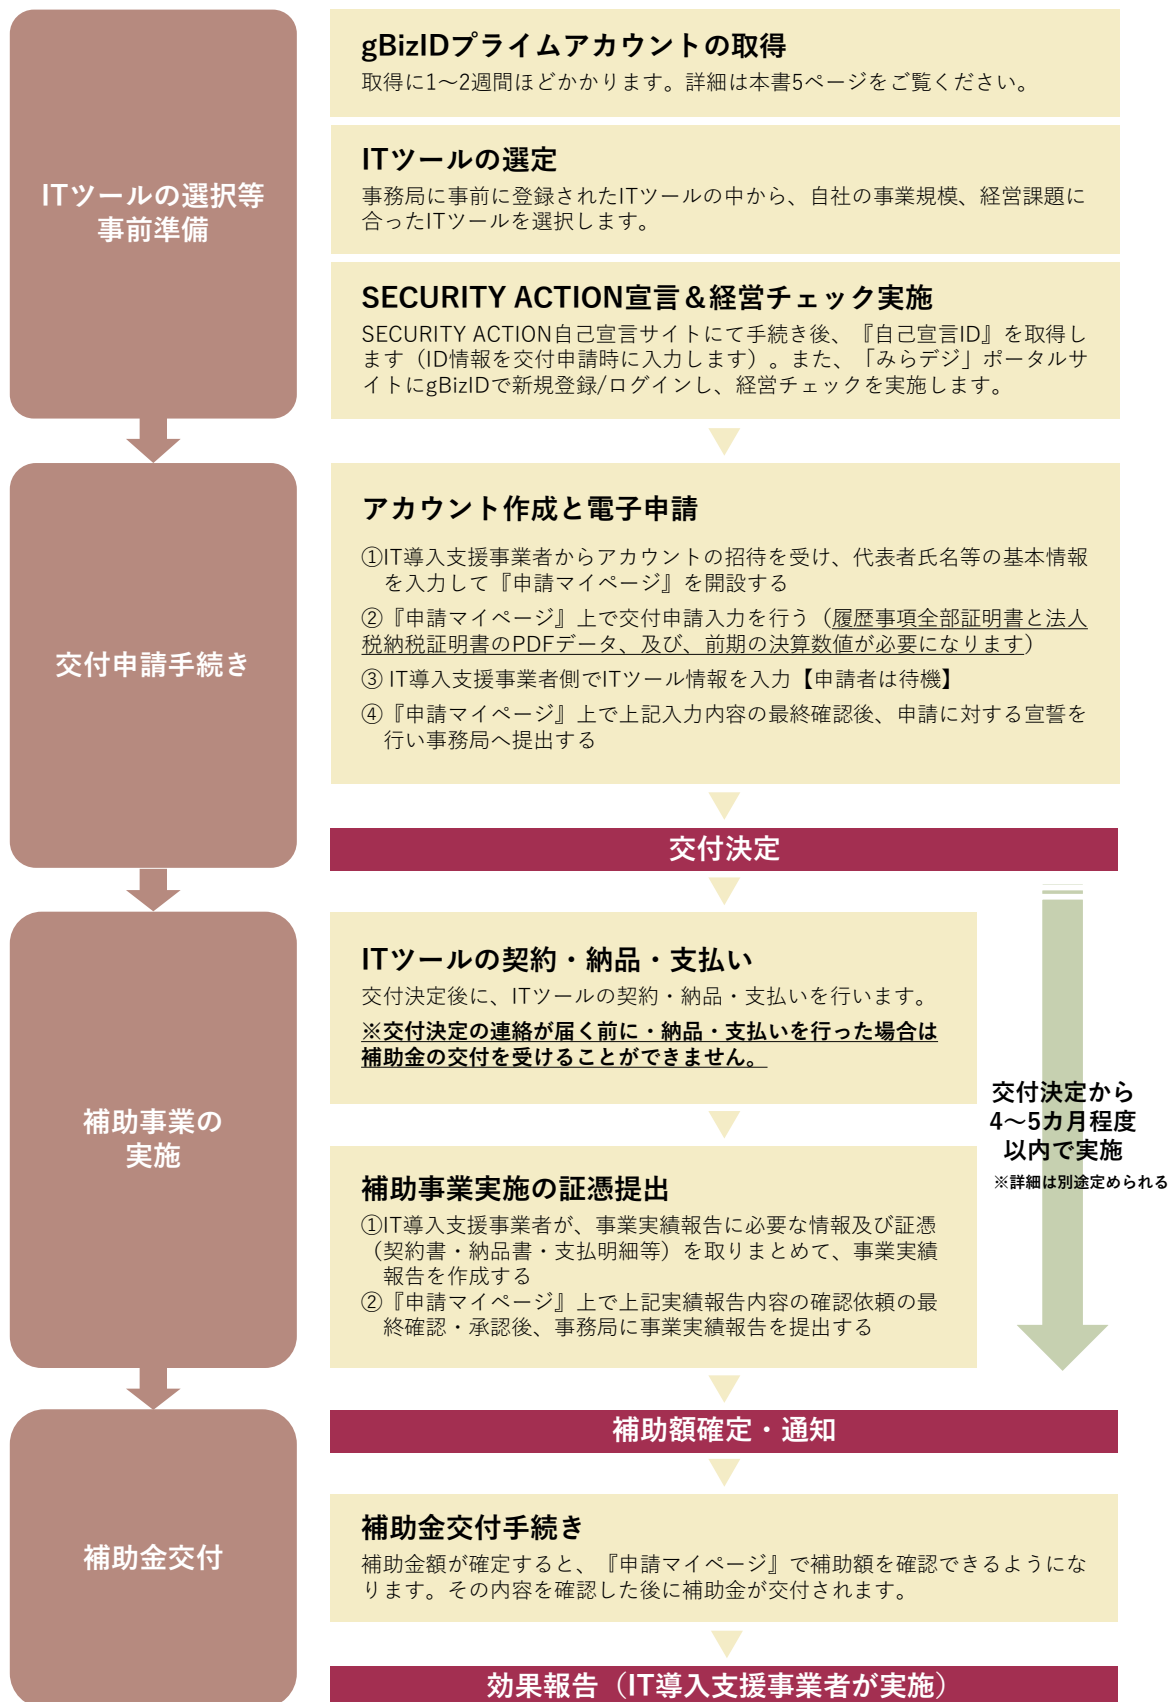 ITツールの選択等
事前準備
gBizIDプライムアカウントの取得
取得に1〜2週間ほどかかります。詳細は本書5ページをご覧ください。
ITツールの選定
事務局に事前に登録されたITツールの中から、自社の事業規模、経営課題に
合ったITツールを選択します。
SECURITY ACTION宣言＆経営チェック実施
SECURITY ACTION自己宣言サイトにて手続き後、『自己宣言ID』を取得し
ます（ID情報を交付申請時に入力します）。また、「みらデジ」ポータルサ
イトにgBizIDで新規登録/ログインし、経営チェックを実施します。
交付申請手続き
アカウント作成と電子申請
①IT導入支援事業者からアカウントの招待を受け、代表者氏名等の基本情報
を入力して『申請マイページ』を開設する
②『申請マイページ』上で交付申請入力を行う（履歴事項全部証明書と法人
税納税証明書のPDFデータ、及び、前期の決算数値が必要になります）
③ IT導入支援事業者側でITツール情報を入力【申請者は待機】
④『申請マイページ』上で上記入力内容の最終確認後、申請に対する宣誓を
行い事務局へ提出する
交付決定
補助事業の
実施
ITツールの契約・納品・支払い
交付決定後に、ITツールの契約・納品・支払いを行います。
※交付決定の連絡が届く前に・納品・支払いを行った場合は
補助金の交付を受けることができません。
補助事業実施の証憑提出
①IT導入支援事業者が、事業実績報告に必要な情報及び証憑
（契約書・納品書・支払明細等）を取りまとめて、事業実績
報告を作成する
②『申請マイページ』上で上記実績報告内容の確認依頼の最
終確認・承認後、事務局に事業実績報告を提出する
交付決定から
4〜5カ月程度
以内で実施
※詳細は別途定められる
補助額確定・通知
補助金交付
補助金交付手続き
補助金額が確定すると、『申請マイページ』で補助額を確認できるようにな
ります。その内容を確認した後に補助金が交付されます。
効果報告（IT導入支援事業者が実施）